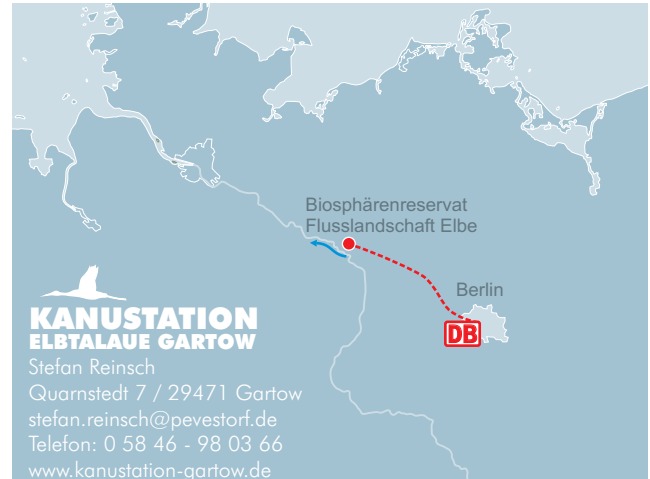 Biosphärenreservat
Flusslandschaft Elbe
Berlin
DB
KANUSTATION
ELBTALAUE GARTOW
Stefan Reinsch
Quarnstedt 7 / 29471 Gartow
stefan.reinsch@pevestorf.de
Telefon: 0 58 46 - 98 03 66
www.kanustation-gartow.de